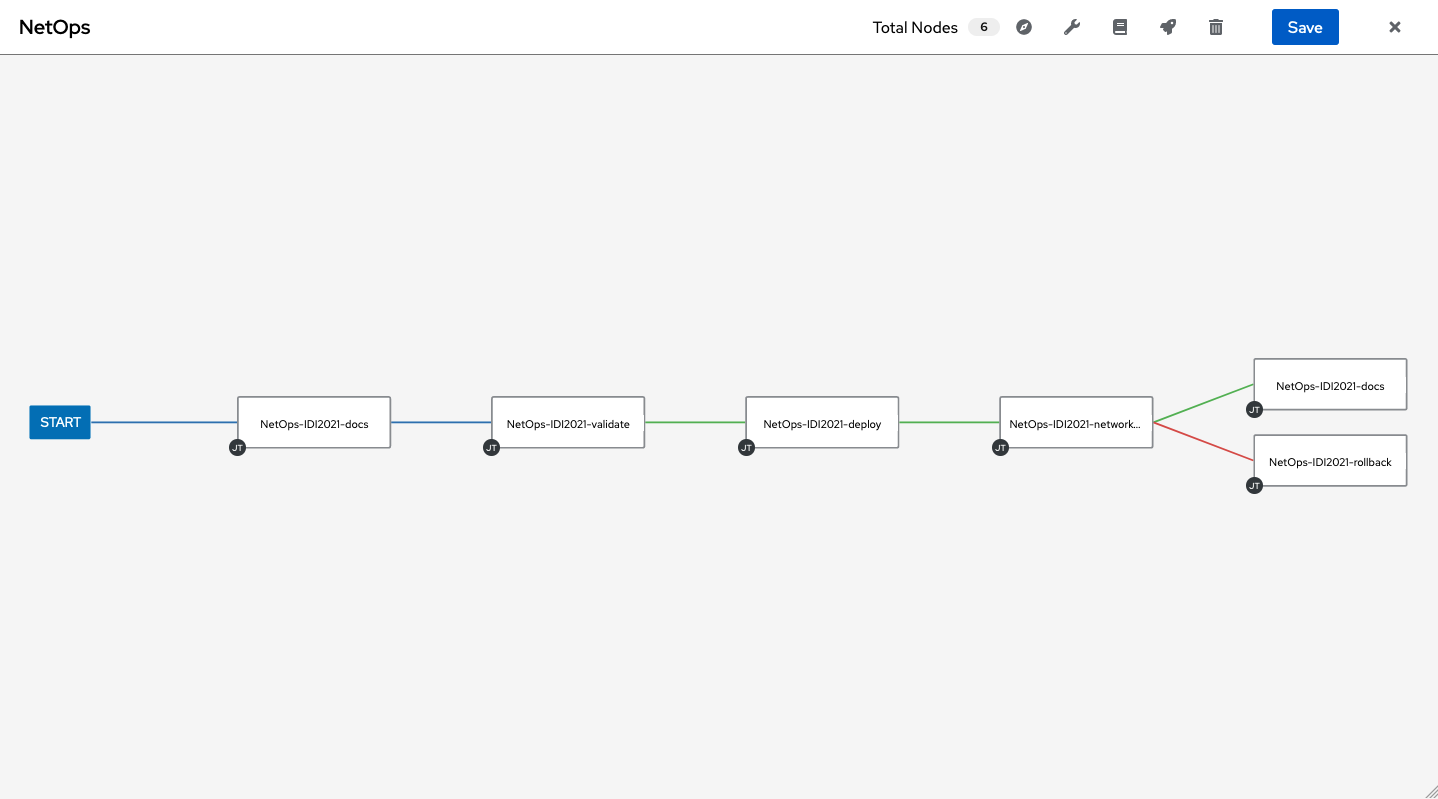 NetOps
Total Nodes 6
Save
START
NetOps-IDI2021-docs
JT
NetOps-IDI2021-validate
JT
NetOps-IDI2021-deploy
JT
NetOps-IDI2021-network...
JT
NetOps-IDI2021-docs
JT
NetOps-IDI2021-rollback
JT